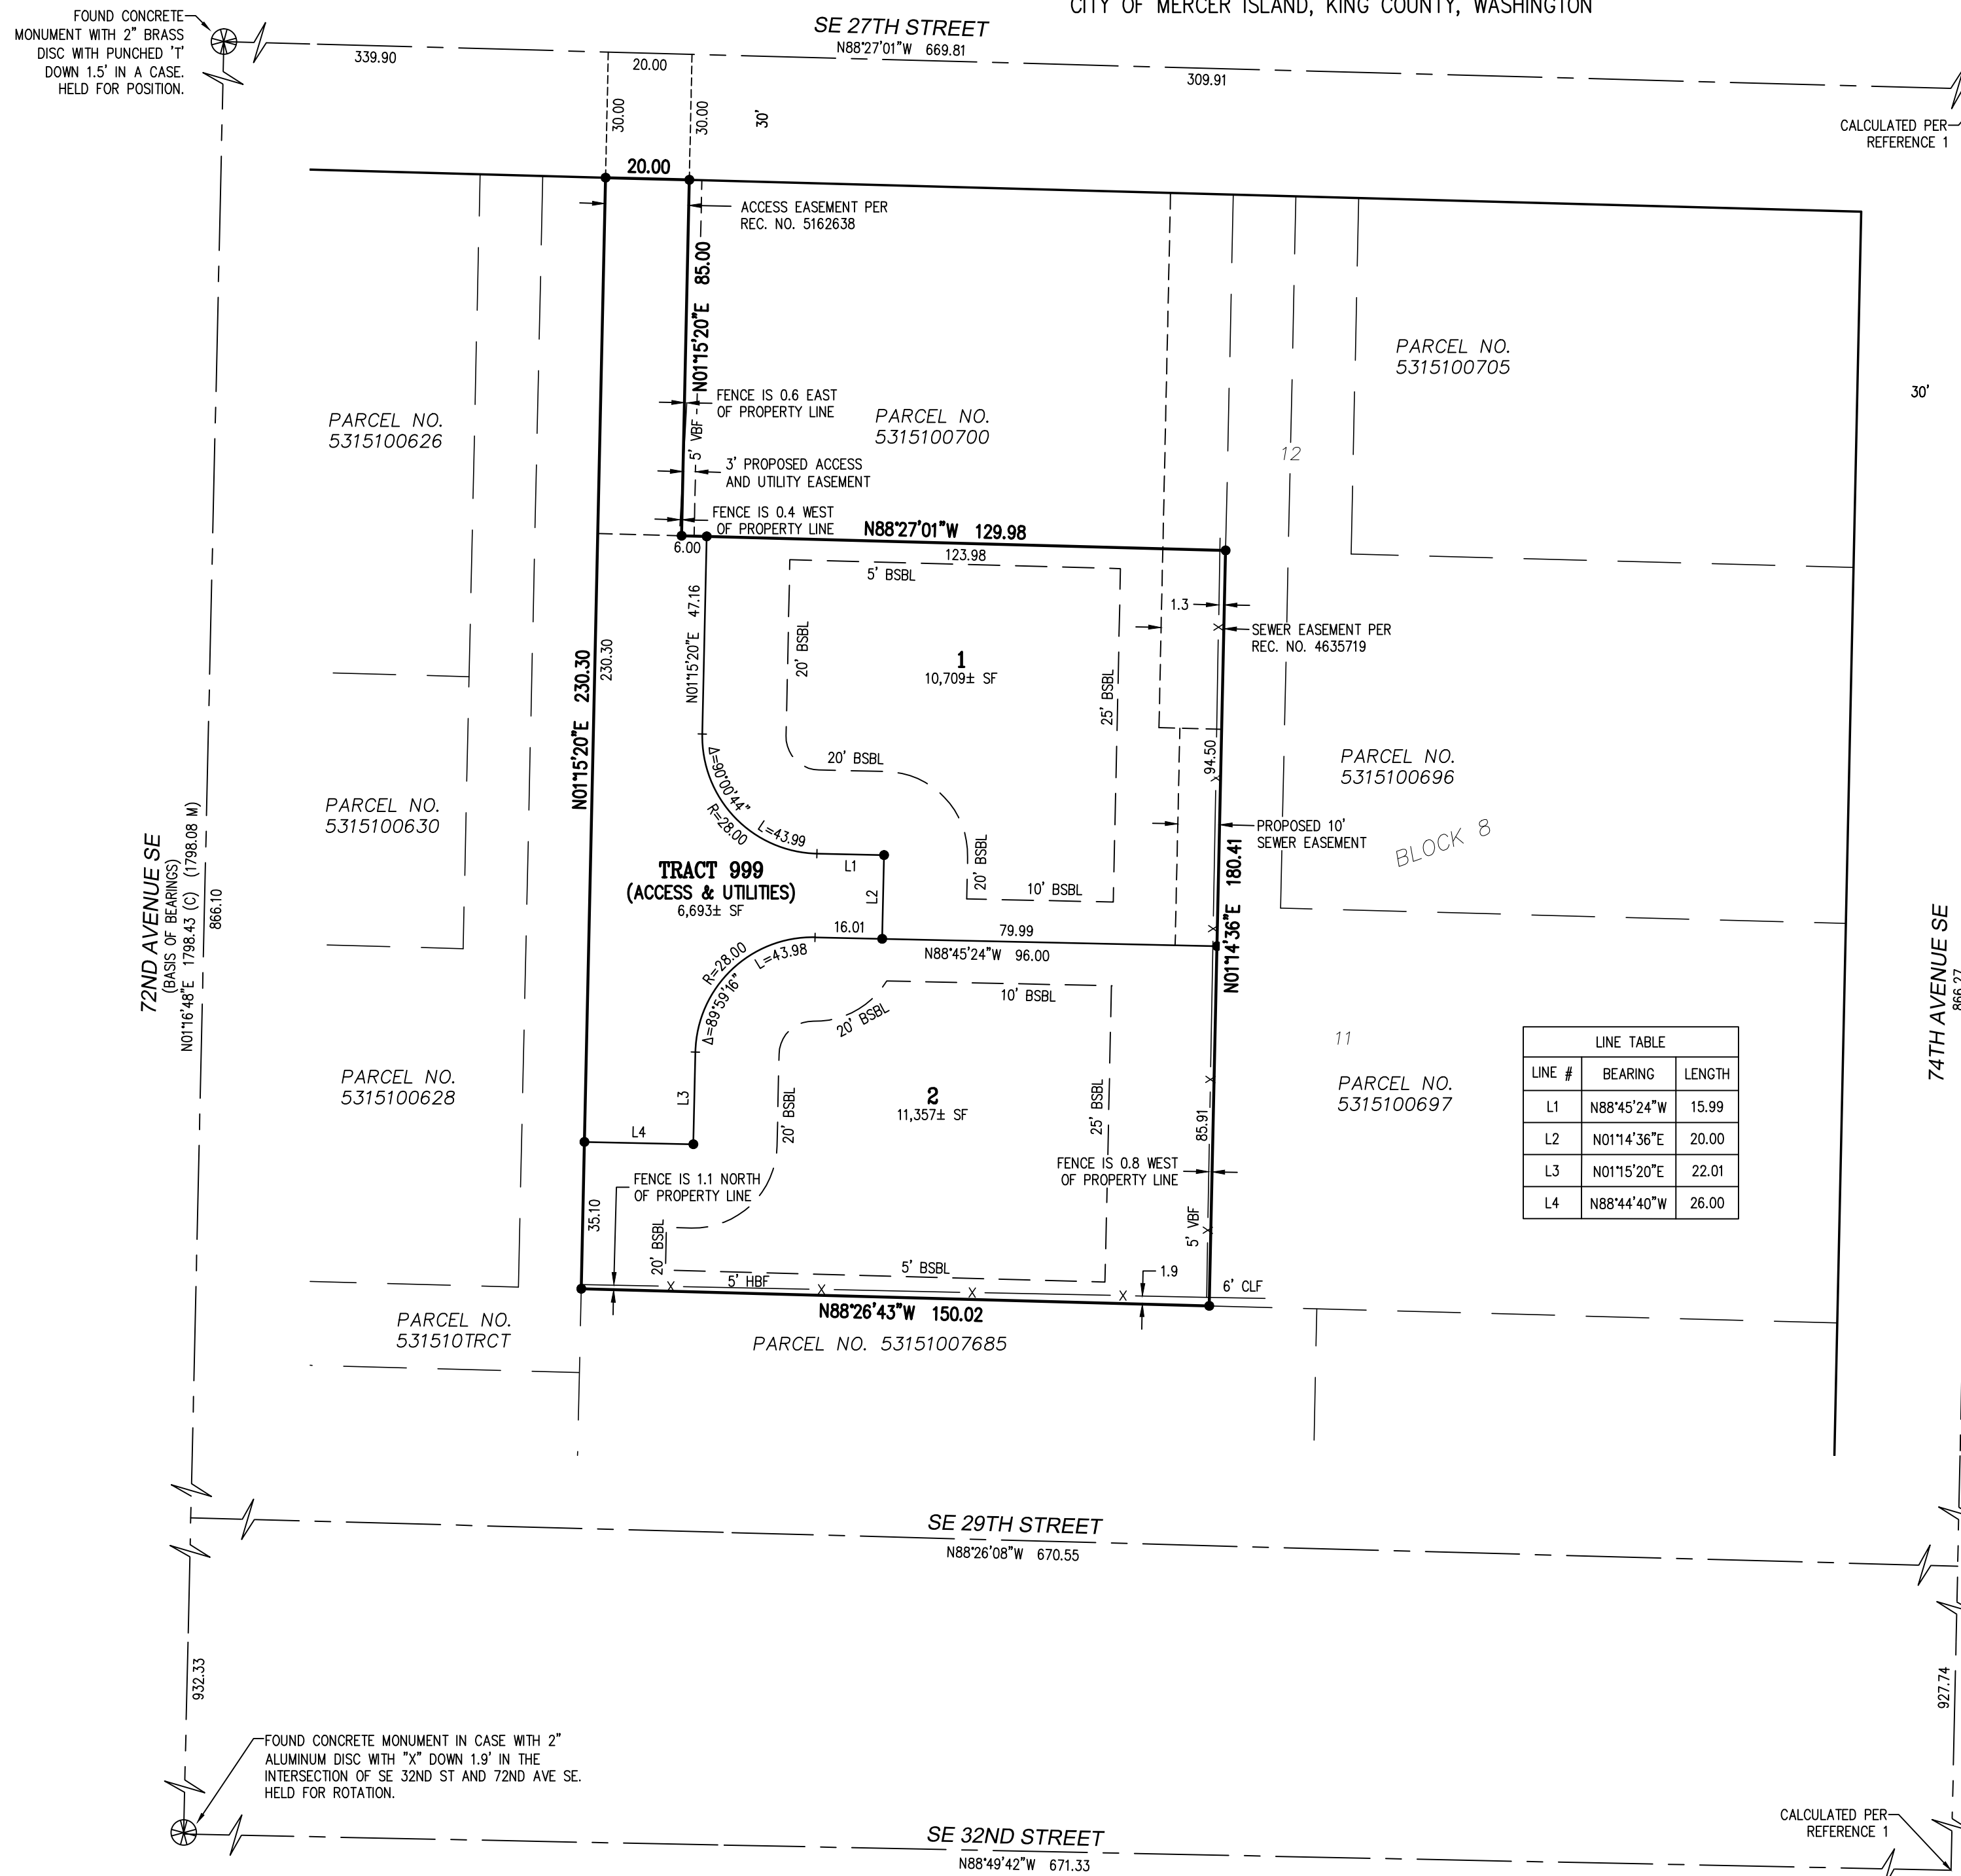 CITY OF MERCER ISLAND, KING COUNTY, WASHINGTON
FOUND CONCRETE
MONUMENT WITH 2" BRASS
DISC WITH PUNCHED 'T'
DOWN 1.5' IN A CASE.
HELD FOR POSITION.
SE 27TH STREET
N88°27'01"W 669.81
339.90
20.00
309.91
30.00
30.00
30'
CALCULATED PER
REFERENCE 1
20.00
ACCESS EASEMENT PER
REC. NO. 5162638
N01°15'20"E 85.00
PARCEL NO.
5315100705
30'
FENCE IS 0.6 EAST
OF PROPERTY LINE
PARCEL NO.
5315100626
PARCEL NO.
5315100700
5' VBF
12
3' PROPOSED ACCESS
AND UTILITY EASEMENT
FENCE IS 0.4 WEST
OF PROPERTY LINE
N88°27'01"W 129.98
6.00
123.98
5' BSBL
N01°15'20"E 47.16
1.3
SEWER EASEMENT PER
REC. NO. 4635719
20' BSBL
1
10,709± SF
25' BSBL
N01°15'20"E 230.30
230.30
20' BSBL
94.50
PARCEL NO.
5315100696
Δ=90°00'44"
R=28.00
L=43.99
PARCEL NO.
5315100630
PROPOSED 10'
SEWER EASEMENT
BLOCK 8
72ND AVENUE SE
(BASIS OF BEARINGS)
N01°16'48"E 1798.43 (C) (1798.08 M)
866.10
TRACT 999
(ACCESS & UTILITIES)
6,693± SF
L1
L2
20' BSBL
10' BSBL
N01°14'36"E 180.41
16.01
79.99
N88°45'24"W 96.00
R=28.00
L=43.98
Δ=89°59'16"
10' BSBL
20' BSBL
74TH AVENUE SE
866.27
11
PARCEL NO.
5315100697
LINE TABLE
LINE # BEARING LENGTH
L1 N88°45'24"W 15.99
L2 N01°14'36"E 20.00
L3 N01°15'20"E 22.01
L4 N88°44'40"W 26.00
PARCEL NO.
5315100628
L3
20' BSBL
2
11,357± SF
25' BSBL
85.91
L4
FENCE IS 0.8 WEST
OF PROPERTY LINE
FENCE IS 1.1 NORTH
OF PROPERTY LINE
35.10
20' BSBL
5' VBF
5' HBF
5' BSBL
1.9
6' CLF
N88°26'43"W 150.02
PARCEL NO.
531510TRCT
PARCEL NO. 53151007685
SE 29TH STREET
N88°26'08"W 670.55
932.33
927.74
FOUND CONCRETE MONUMENT IN CASE WITH 2"
ALUMINUM DISC WITH "X" DOWN 1.9' IN THE
INTERSECTION OF SE 32ND ST AND 72ND AVE SE.
HELD FOR ROTATION.
CALCULATED PER
REFERENCE 1
SE 32ND STREET
N88°49'42"W 671.33